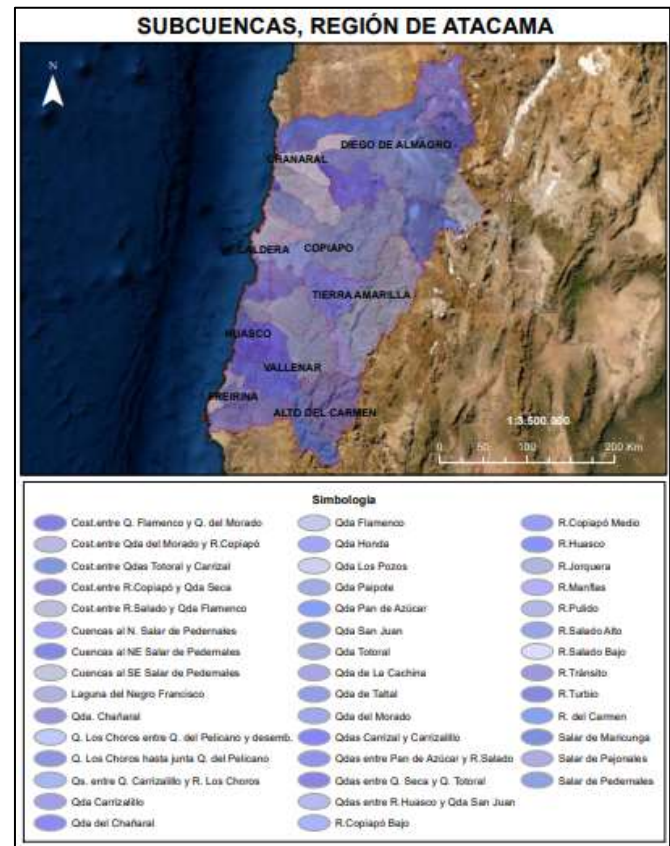 SUBCUENCAS, REGIÓN DE ATACAMA
N
DIEGO DE ALMAGRO
CHANARAL
CALDERA
COPIAPO
TIERRA AMARILLA
HUASCO
VALLENAR
FREIRINA
ALTO DEL CARMEN
1:3.500.000
0 50 100 200 Km
Simbología
Cost.entre Q. Flamenco y Q. del Morado
Cost.entre Qda del Morado y R.Copiapó
Cost.entre Qdas Totoral y Carrizal
Cost.entre R.Copiapó y Qda Seca
Cost.entre R.Salado y Qda Flamenco
Cuencas al N. Salar de Pedernales
Cuencas al NE Salar de Pedernales
Cuencas al SE Salar de Pedernales
Laguna del Negro Francisco
Qda. Chañaral
Q. Los Choros entre Q. del Pelicano y desemb.
Q. Los Choros hasta junta Q. del Pelicano
Qs. entre Q. Carrizalillo y R. Los Choros
Qda Carrizalillo
Qda del Chañaral
Qda Flamenco
Qda Honda
Qda Los Pozos
Qda Paipote
Qda Pan de Azúcar
Qda San Juan
Qda Totoral
Qda de La Cachina
Qda de Taltal
Qda del Morado
Qdas Carrizal y Carrizalillo
Qdas entre Pan de Azúcar y R.Salado
Qdas entre Q. Seca y Q. Totoral
Qdas entre R.Huasco y Qda San Juan
R.Copiapó Bajo
R.Copiapó Medio
R.Huasco
R.Jorquera
R.Manflas
R.Pulido
R.Salado Alto
R.Salado Bajo
R.Tránsito
R.Turbio
R. del Carmen
Salar de Maricunga
Salar de Pajonales
Salar de Pedernales